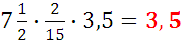 7 1/2 · 2/15 · 3,5 = 3,5